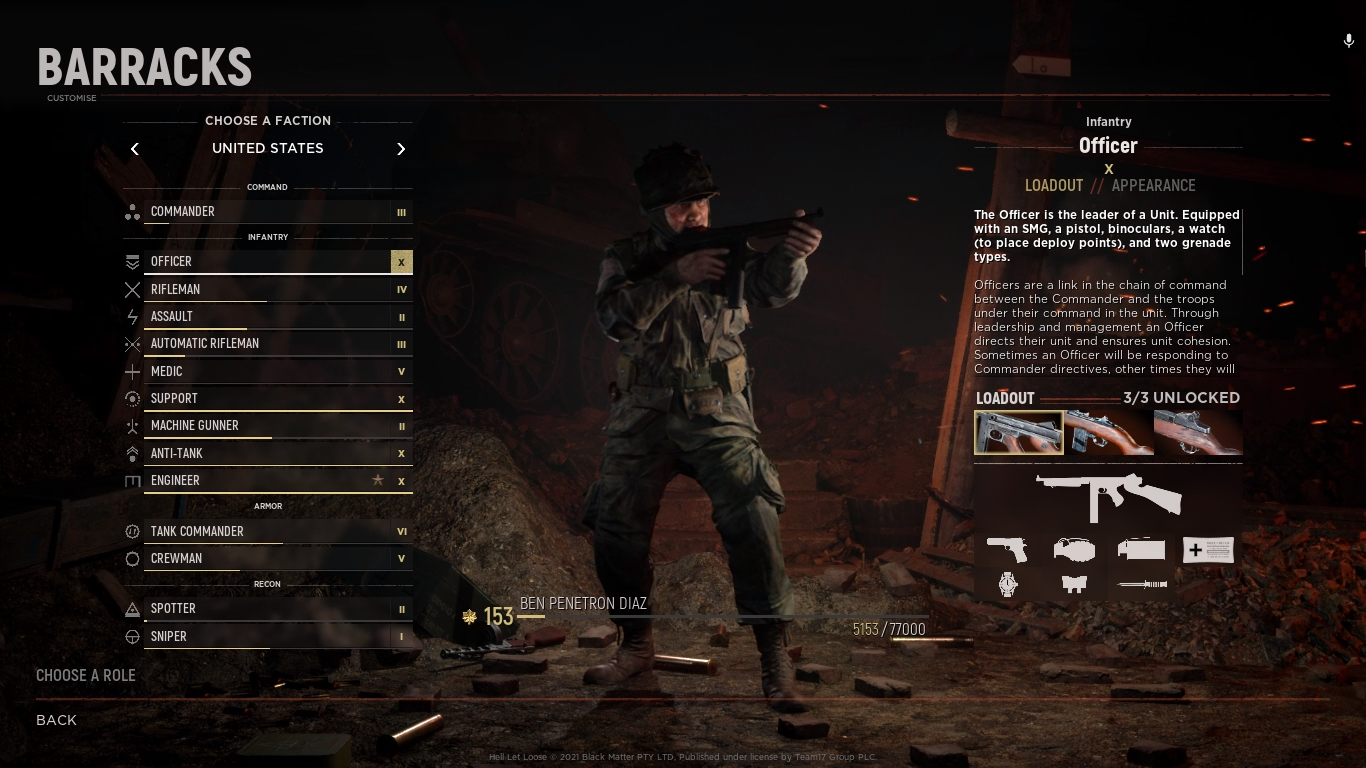 BARRACKS
CUSTOMISE
CHOOSE A FACTION
UNITED STATES
COMMAND
COMMANDER III
INFANTRY
OFFICER X
RIFLEMAN IV
ASSAULT II
AUTOMATIC RIFLEMAN III
MEDIC V
SUPPORT X
MACHINE GUNNER II
ANTI-TANK X
ENGINEER X
ARMOR
TANK COMMANDER VI
CREWMAN V
RECON
SPOTTER II
SNIPER I
153 BEN PENETRON DIAZ
5153/77000
Infantry
Officer
X
LOADOUT // APPEARANCE
The Officer is the leader of a Unit. Equipped
with an SMG, a pistol, binoculars, a watch
(to place deploy points), and two grenade
types.
Officers are a link in the chain of command
between the Commander and the troops
under their command in the unit. Through
leadership and management an Officer
directs their unit and ensures unit cohesion.
Sometimes an Officer will be responding to
Commander directives, other times they will
LOADOUT 3/3 UNLOCKED
CHOOSE A ROLE
BACK
Hell Let Loose © 2021 Black Matter PTY LTD. Published under license by Team17 Group PLC.